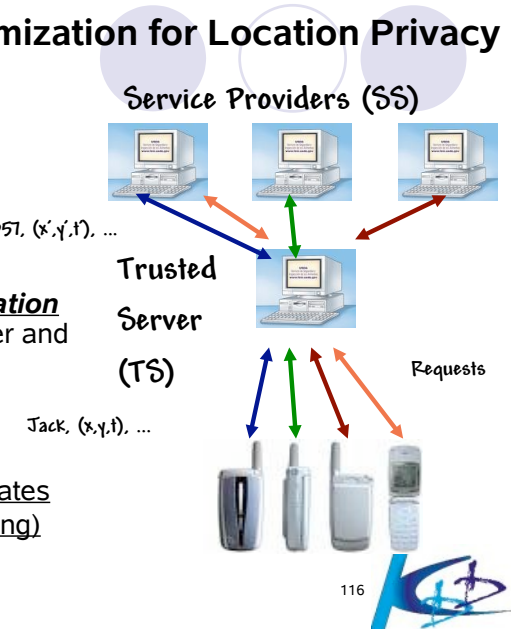 mization for Location Privacy
Service Providers (SS)
957, (x',y',t'), ...
Trusted
Server
(TS)
ation
er and
Requests
Jack, (x,y,t), ...
ates
ng)
116